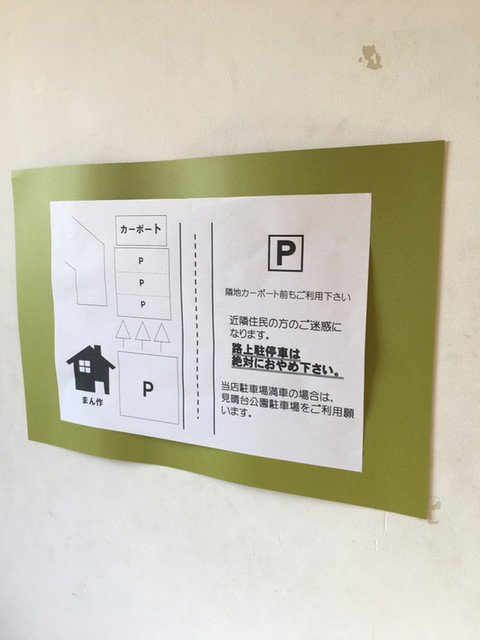 カーポート
P
P
P
P
まん作
P
隣地カーポート前もご利用下さい
近隣住民の方のご迷惑に
なります。
路上駐停車は
絶対におやめ下さい。
当店駐車場満車の場合は、
見晴台公園駐車場をご利用願
います。